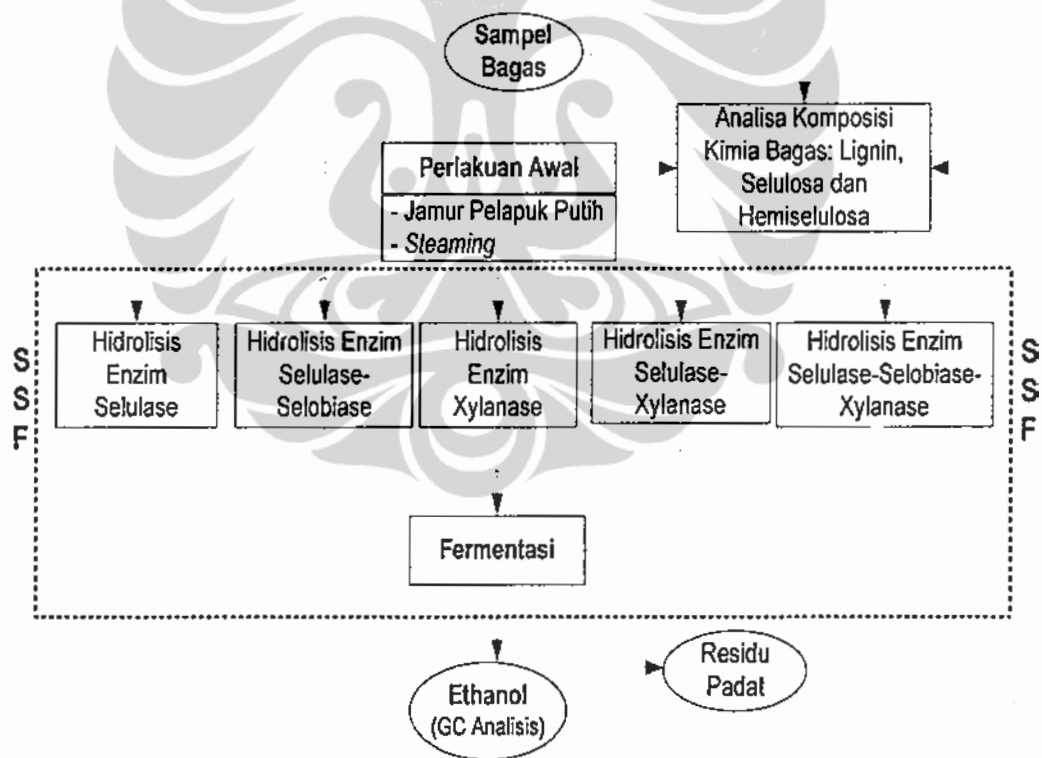 Sampel
Bagas
Analisa Komposisi
Kimia Bagas: Lignin,
Selulosa dan
Hemiselulosa
Perlakuan Awal
- Jamur Pelapuk Putih
- Steaming
S
S
F
Hidrolisis
Enzim
Selulase
Hidrolisis Enzim
Selulase-
Selobiase
Hidrolisis
Enzim
Xylanase
Hidrolisis Enzim
Selulase-
Xylanase
Hidrolisis Enzim
Selulase-Selobiase-
Xylanase
S
S
F
Fermentasi
Ethanol
(GC Analisis)
Residu
Padat